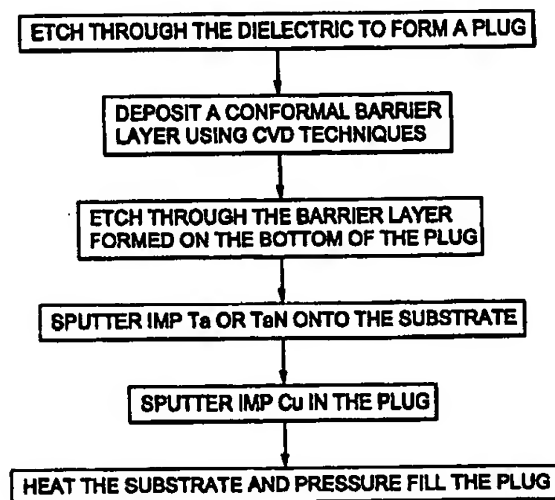 ETCH THROUGH THE DIELECTRIC TO FORM A PLUG
DEPOSIT A CONFORMAL BARRIER
LAYER USING CVD TECHNIQUES
ETCH THROUGH THE BARRIER LAYER
FORMED ON THE BOTTOM OF THE PLUG
SPUTTER IMP Ta OR TaN ONTO THE SUBSTRATE
SPUTTER IMP Cu IN THE PLUG
HEAT THE SUBSTRATE AND PRESSURE FILL THE PLUG